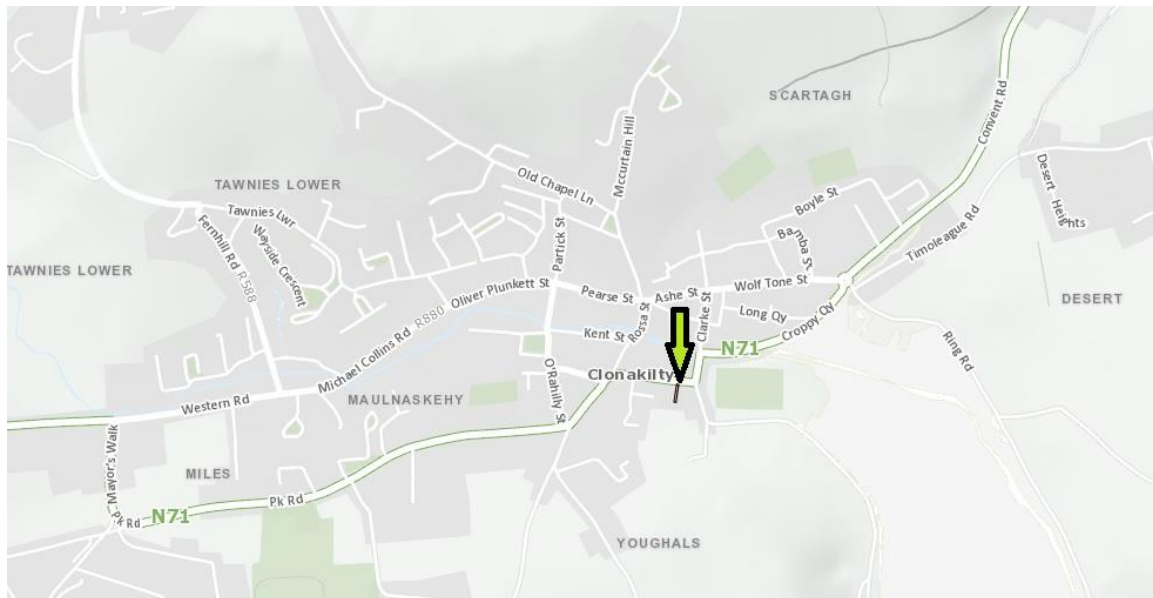 SCARTAGH
Convent Rd
Mccurtain Hill
Old Chapel Ln
Desert Heights
TAWNIES LOWER
Tawnies Lwr
Boyle St
Fernhill Rd R588
Wayside Crescent
Partick St
Bamba St
Timoleague Rd
TAWNIES LOWER
Wolf Tone St
Ashe St
Pearse St
Oliver Plunkett St
R880
DESERT
Long Qy
Clarke St
Croppy Qy
Rossa St
Kent St
Michael Collins Rd
N71
Ring Rd
Clonakilty
O'Rahilly St
MAULNASKEHY
Western Rd
Mayor's Walk
MILES
Pk Rd
N71
Pk Rd
YOUGHALS